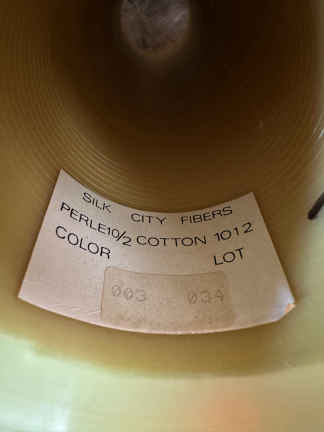 SILK CITY FIBERS
PERLE10/2 COTTON 1012
COLOR LOT
003 034